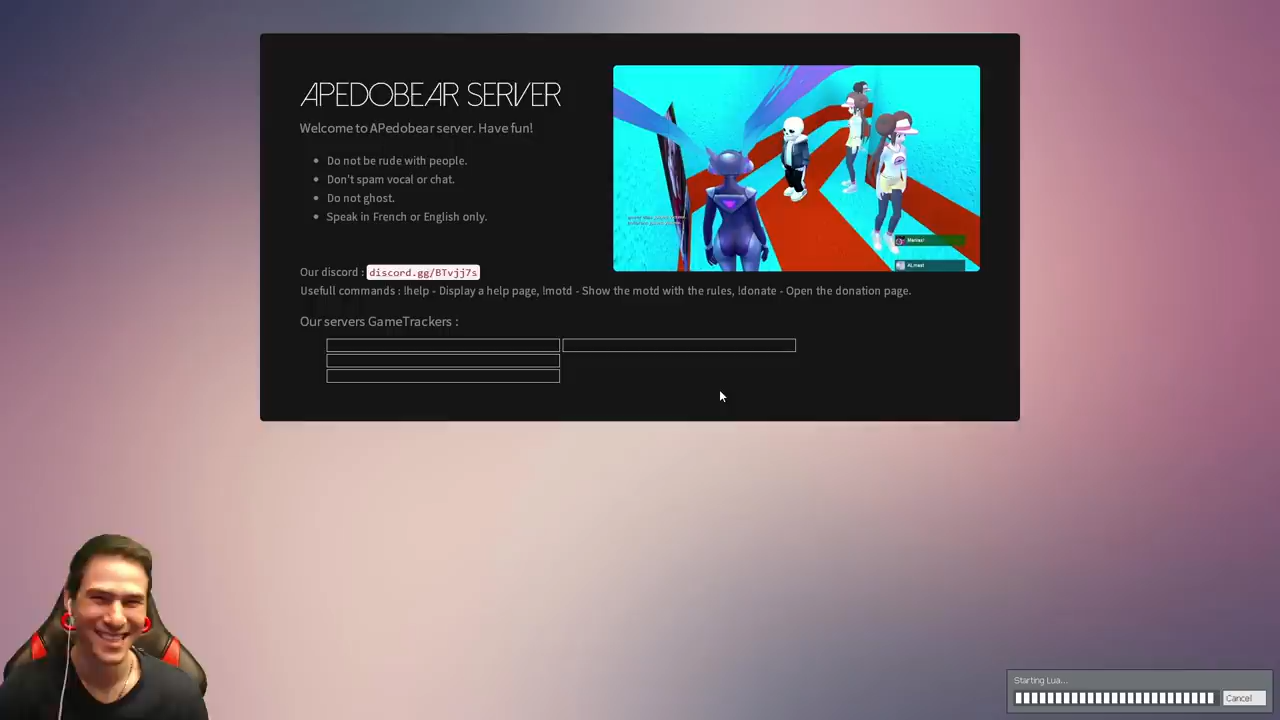 APEDOBEAR SERVER
Welcome to APedobear server. Have fun!
Do not be rude with people.
Don't spam vocal or chat.
Do not ghost.
Speak in French or English only.
Our discord : discord.gg/BTvjj7s
Usefull commands : !help - Display a help page, !motd - Show the motd with the rules, !donate - Open the donation page.
Our servers GameTrackers :
Starting Lua...
Cancel